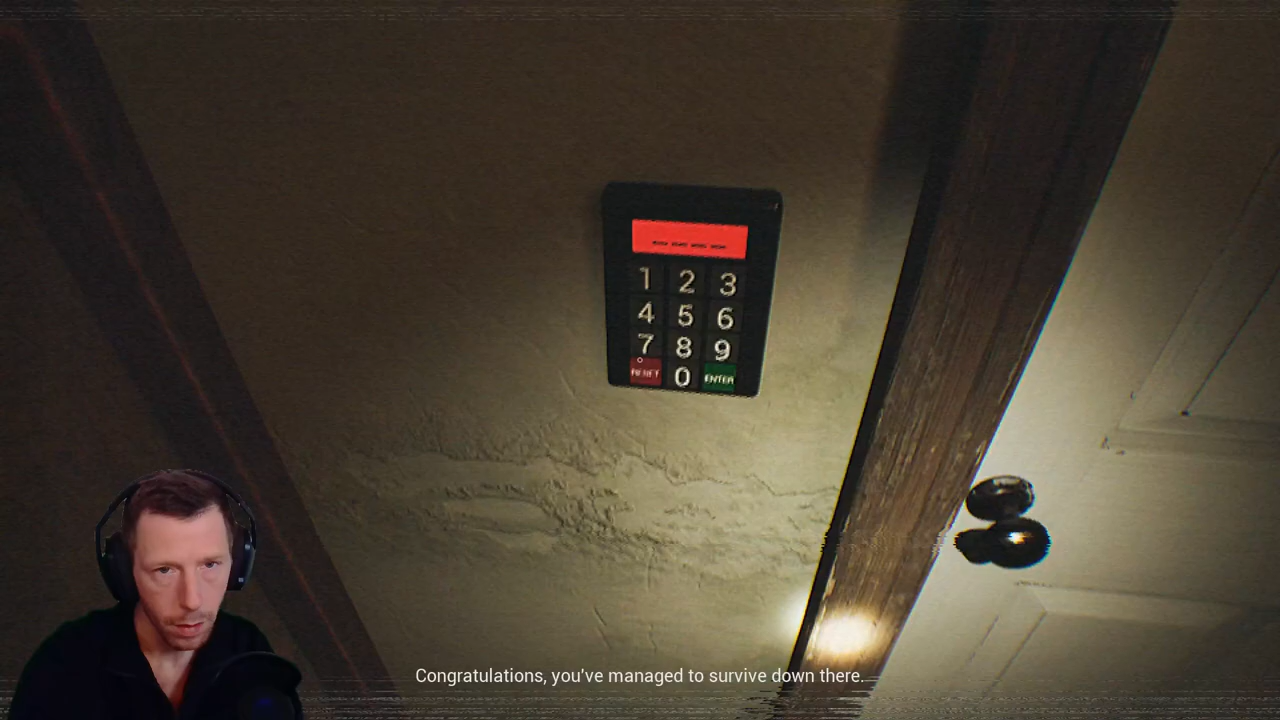 1 2 3
4 5 6
7 8 9
RESET 0 ENTER
Congratulations, you've managed to survive down there.